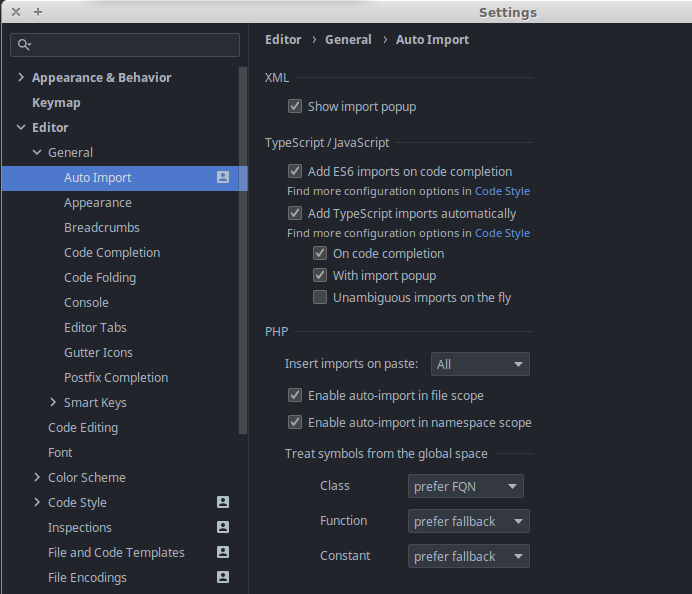 Settings
Appearance & Behavior
Keymap
Editor
General
Auto Import
Appearance
Breadcrumbs
Code Completion
Code Folding
Console
Editor Tabs
Gutter Icons
Postfix Completion
Smart Keys
Code Editing
Font
Color Scheme
Code Style
Inspections
File and Code Templates
File Encodings
Editor › General › Auto Import
XML
Show import popup
TypeScript / JavaScript
Add ES6 imports on code completion
Find more configuration options in Code Style
Add TypeScript imports automatically
Find more configuration options in Code Style
On code completion
With import popup
Unambiguous imports on the fly
PHP
Insert imports on paste: All
Enable auto-import in file scope
Enable auto-import in namespace scope
Treat symbols from the global space
Class prefer FQN
Function prefer fallback
Constant prefer fallback